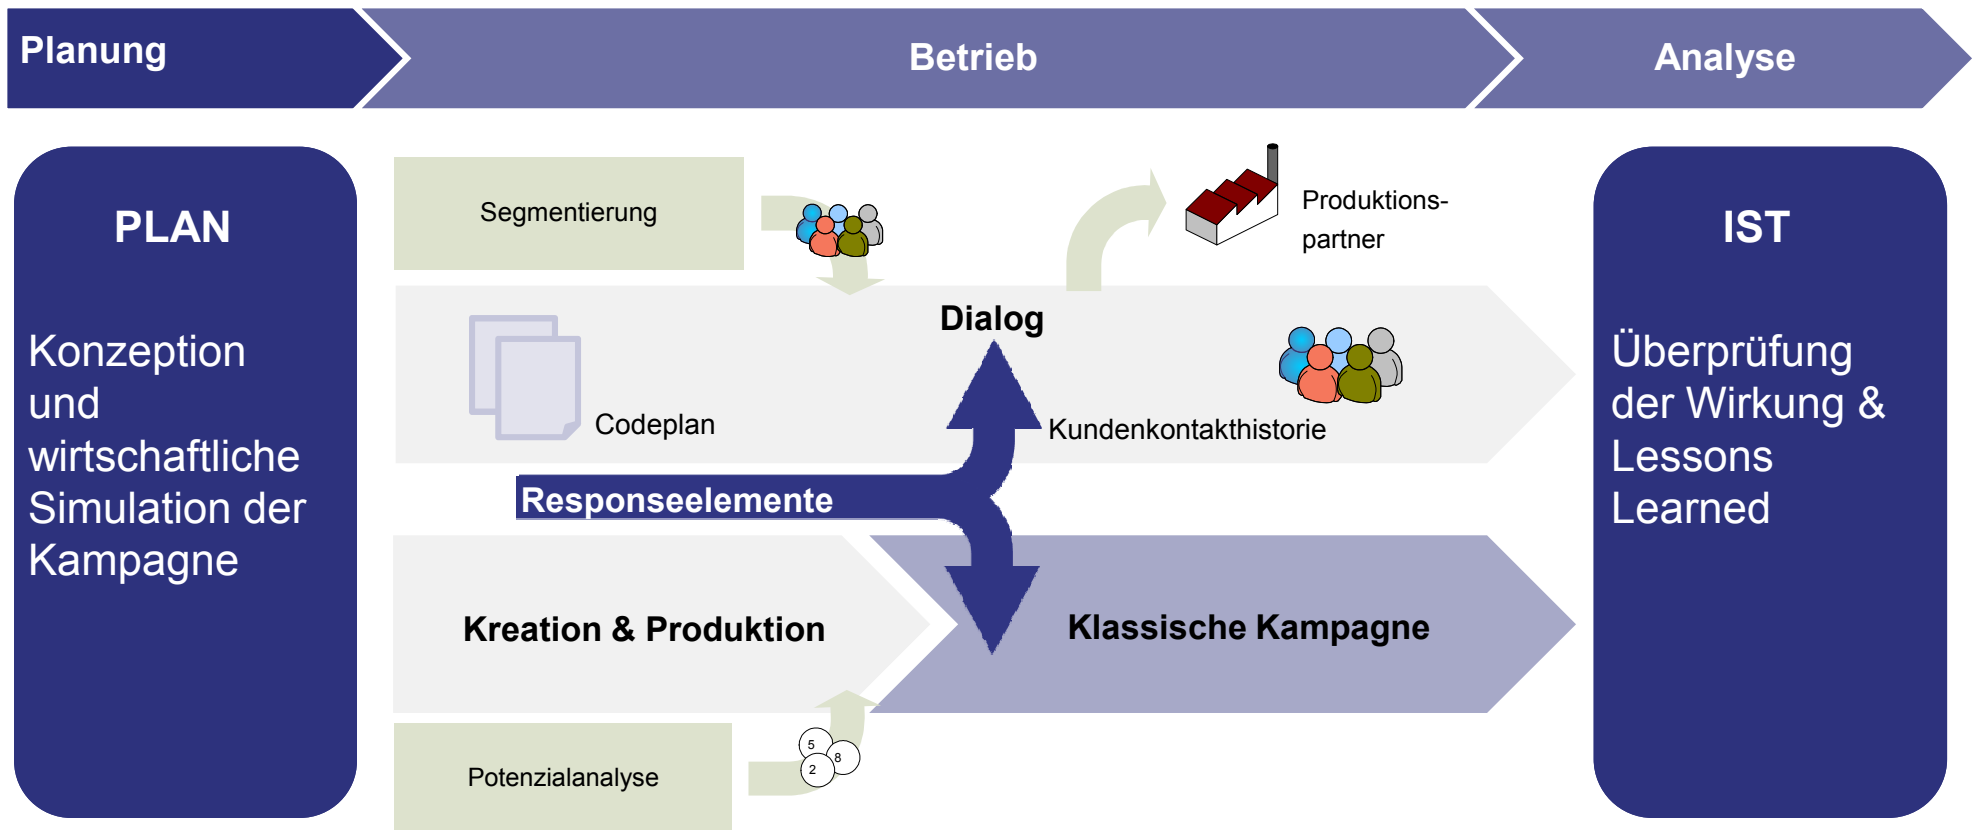 Planung
Betrieb
Analyse
PLAN
Konzeption
und
wirtschaftliche
Simulation der
Kampagne
Segmentierung
Produktions-
partner
Dialog
Codeplan
Kundenkontakthistorie
Responseelemente
Kreation & Produktion
Klassische Kampagne
Potenzialanalyse
5
8
2
IST
Überprüfung
der Wirkung &
Lessons
Learned